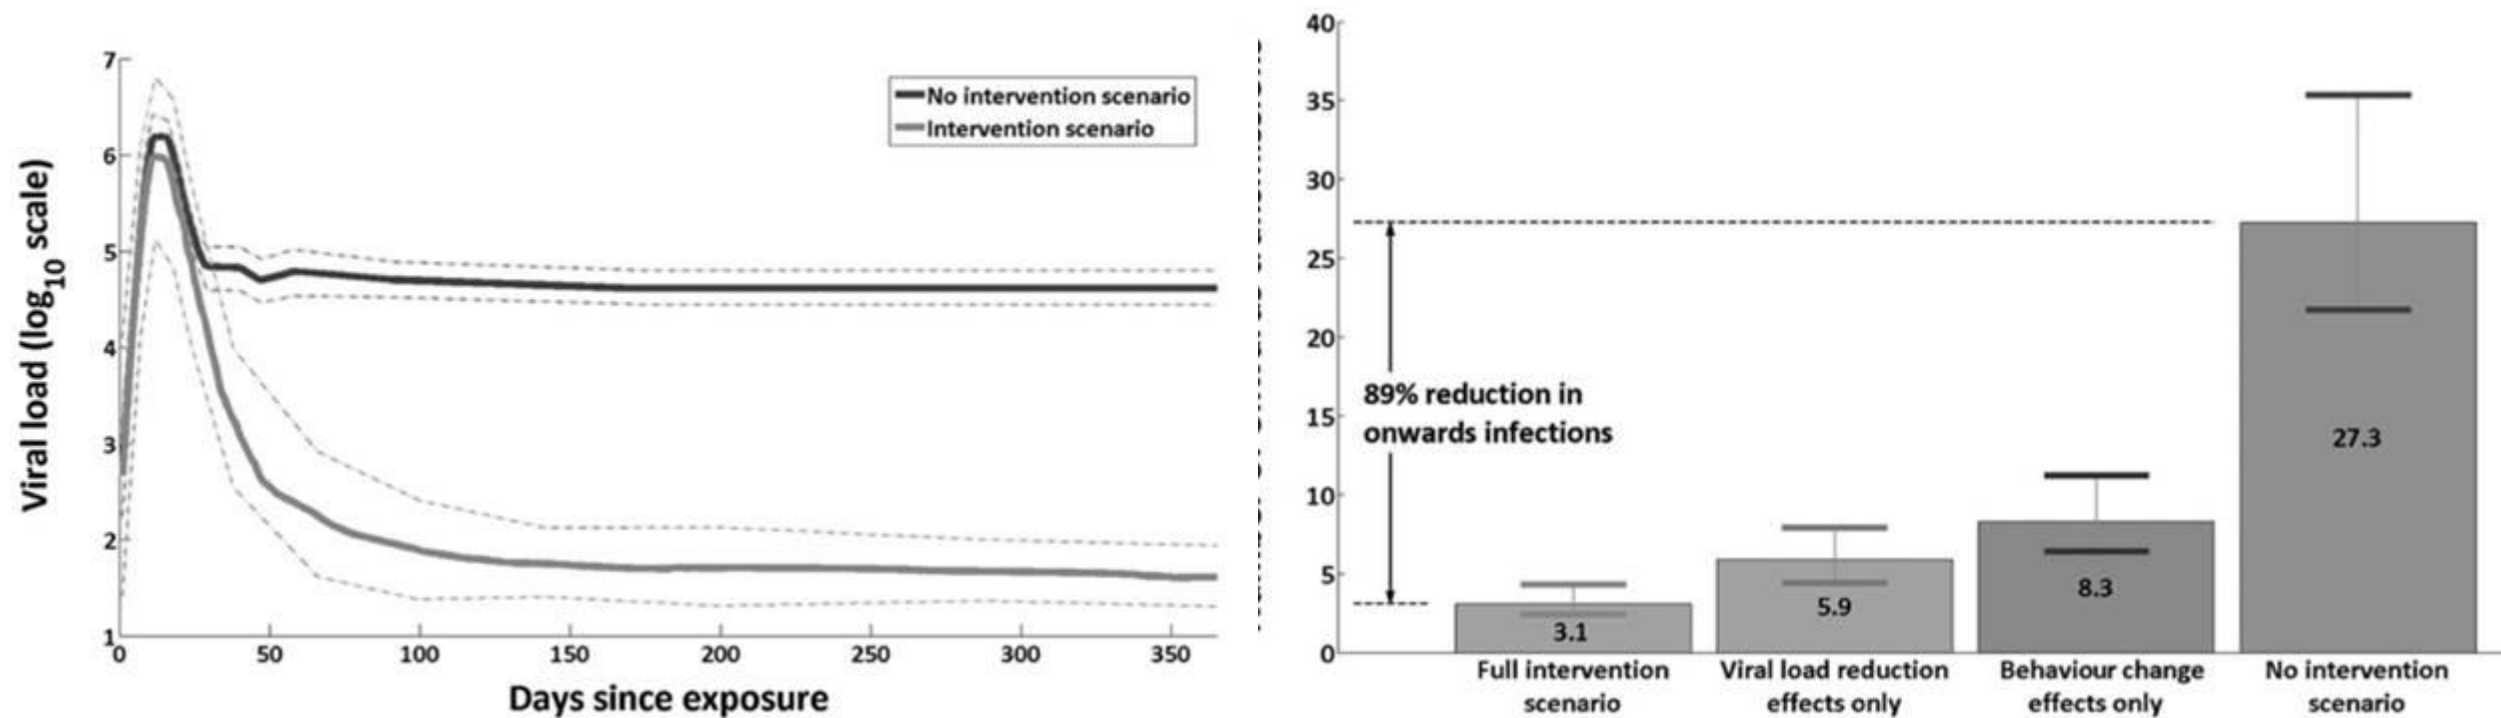 7
6
5
4
3
2
1
0
50
100
150
200
250
300
350
Viral load (log10 scale)
Days since exposure
No intervention scenario
Intervention scenario
40
35
30
25
20
15
10
5
0
89% reduction in
onwards infections
3.1
5.9
8.3
27.3
Full intervention
scenario
Viral load reduction
effects only
Behaviour change
effects only
No intervention
scenario